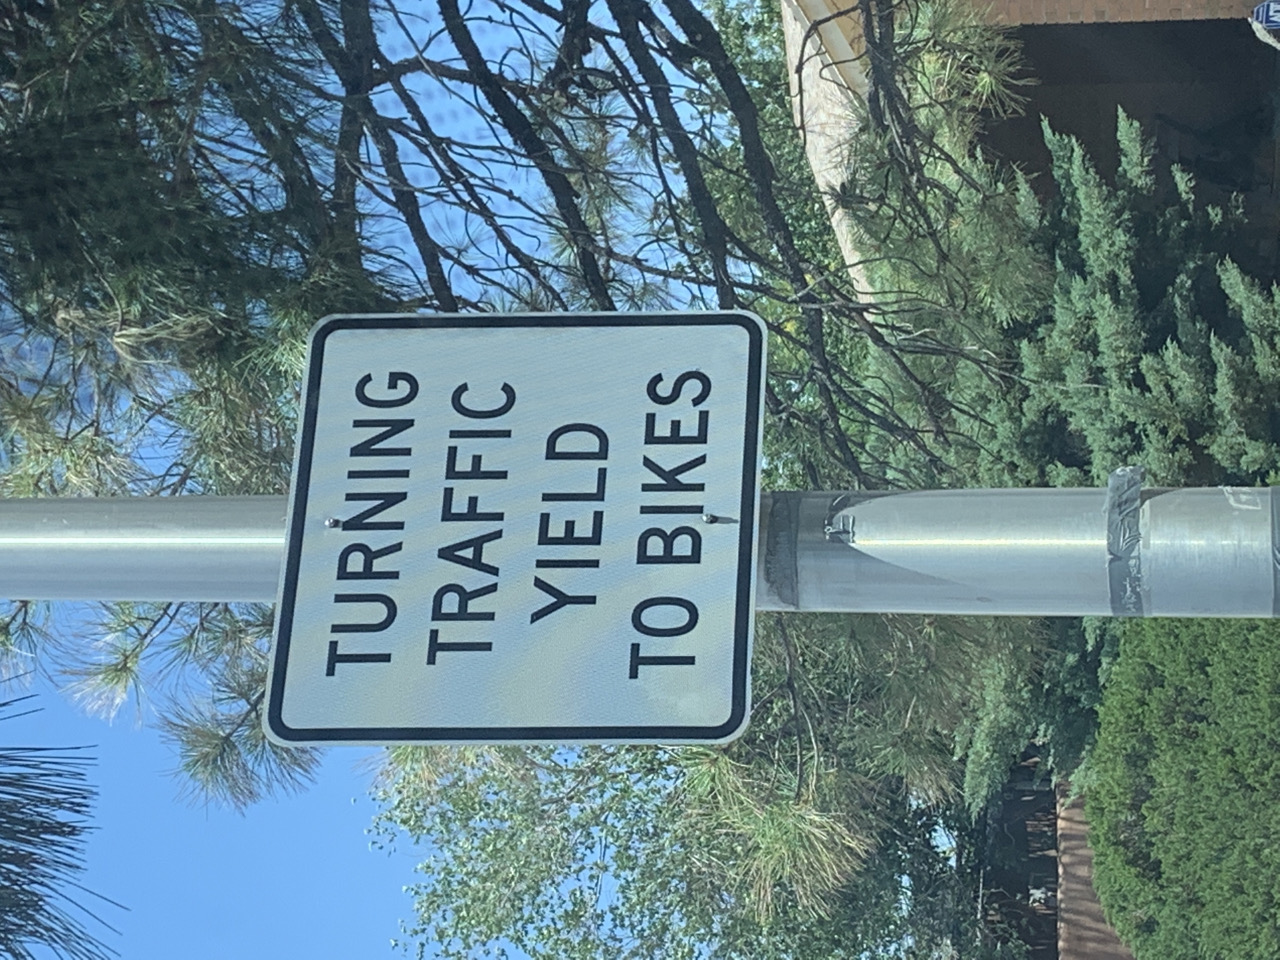 TURNING
TRAFFIC
YIELD
TO BIKES